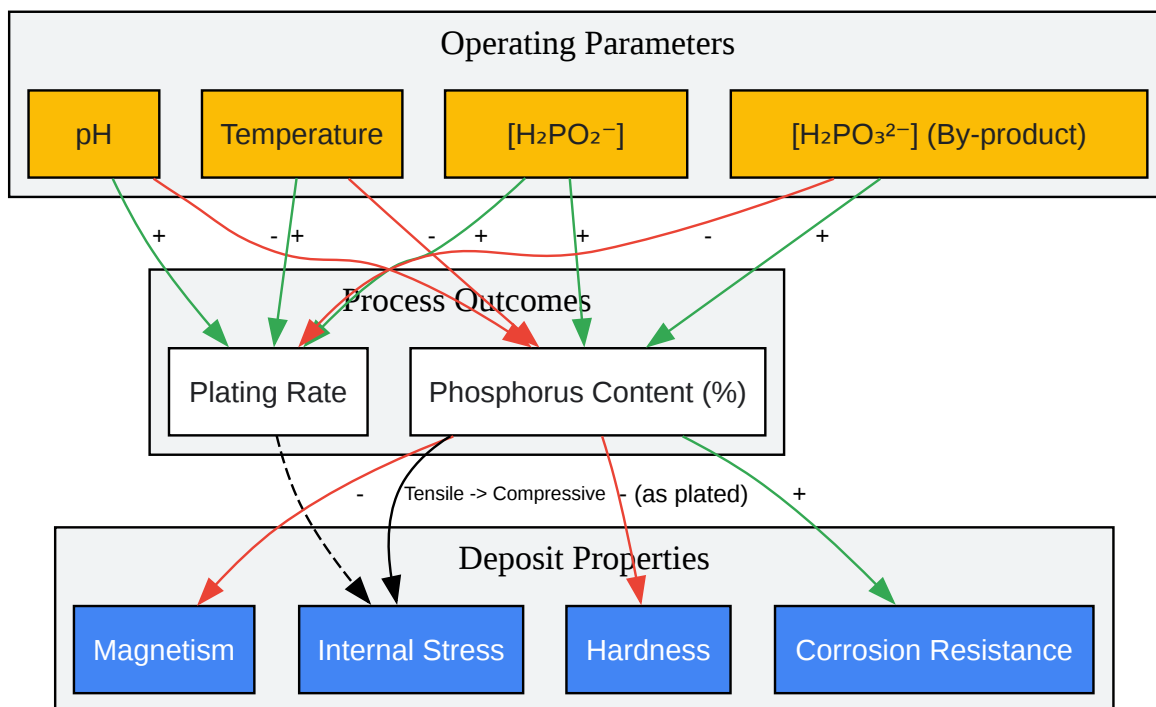 Operating Parameters
pH
Temperature
[H₂PO₂⁻]
[H₂PO₃²⁻] (By-product)
+
-
+
-
+
+
-
+
Process Outcomes
Plating Rate
Phosphorus Content (%)
-
Tensile -> Compressive
- (as plated)
+
Deposit Properties
Magnetism
Internal Stress
Hardness
Corrosion Resistance